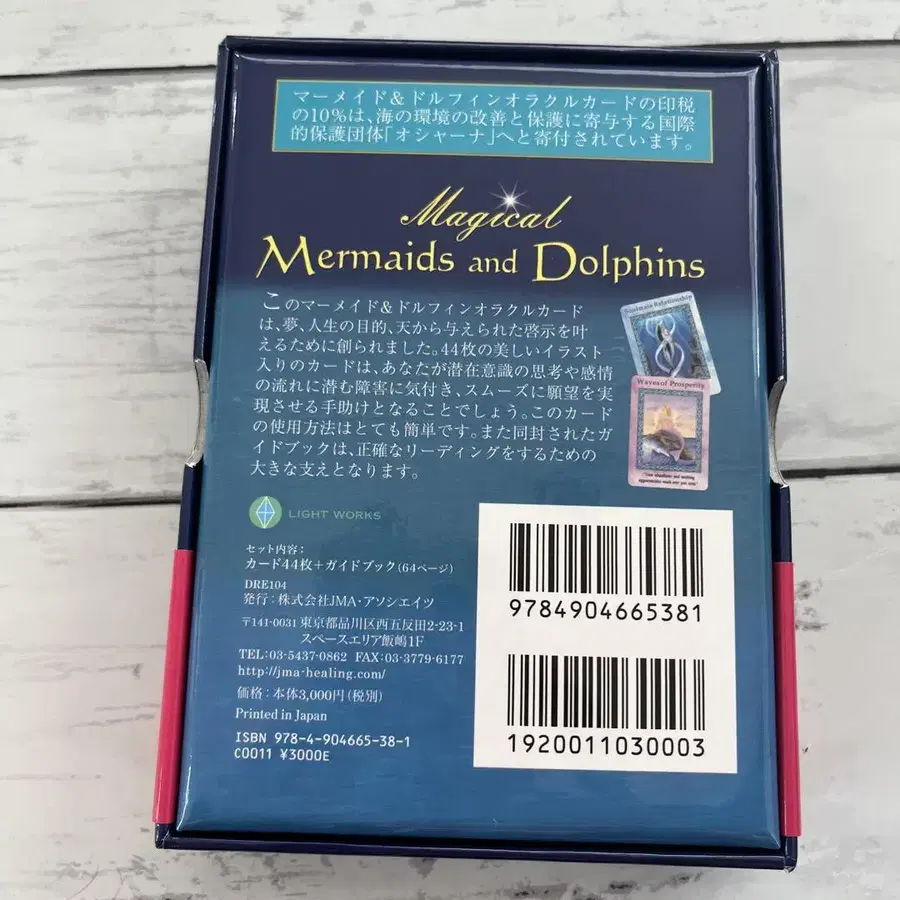 マーメイド&ドルフィンオラクルカードの印税
の10%は、海の環境の改善と保護に寄与する国際
的保護団体「オシャーナ」へと寄付されています。
Magical
Mermaids and Dolphins
このマーメイド&ドルフィンオラクルカード
は、夢、人生の目的、天から与えられた啓示を叶
えるために創られました。44枚の美しいイラスト
入りのカードは、あなたが潜在意識の思考や感情
の流れに潜む障害に気付き、スムーズに願望を実
現させる手助けとなることでしょう。このカード
の使用方法はとても簡単です。また同封されたガ
イドブックは、正確なリーディングをするための
大きな支えとなります。
Soulmate Relationship
Waves of Prosperity
LIGHT WORKS
セット内容:
カード44枚+ガイドブック(64ページ)
DRE104
発行:株式会社JMA・アソシエイツ
〒141-0031 東京都品川区西五反田2-23-1
スペースエリア飯嶋1F
TEL:03-5437-0862 FAX:03-3779-6177
http://jma-healing.com/
価格:本体3,000円(税別)
Printed in Japan
ISBN 978-4-904665-38-1
C0011 ¥3000E
9784904665381
1920011030003